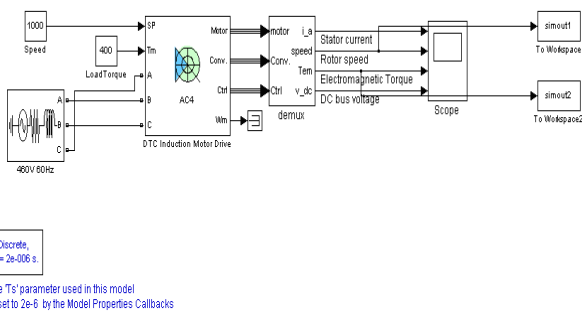 1000
Speed
400
LoadTorque
SP
Tm
A
B
C
AC4
Motor
Conv.
Ctrl
Wm
DTC Induction Motor Drive
motor
Conv.
Ctrl
i_a
speed
Tem
v_dc
demux
Stator current
Rotor speed
Electromagnetic Torque
DC bus voltage
Scope
simout1
To Workspace
simout2
To Workspace2
A
B
C
460V 60Hz
Discrete,
= 2e-006 s.
e 'Ts' parameter used in this model
set to 2e-6 by the Model Properties Callbacks